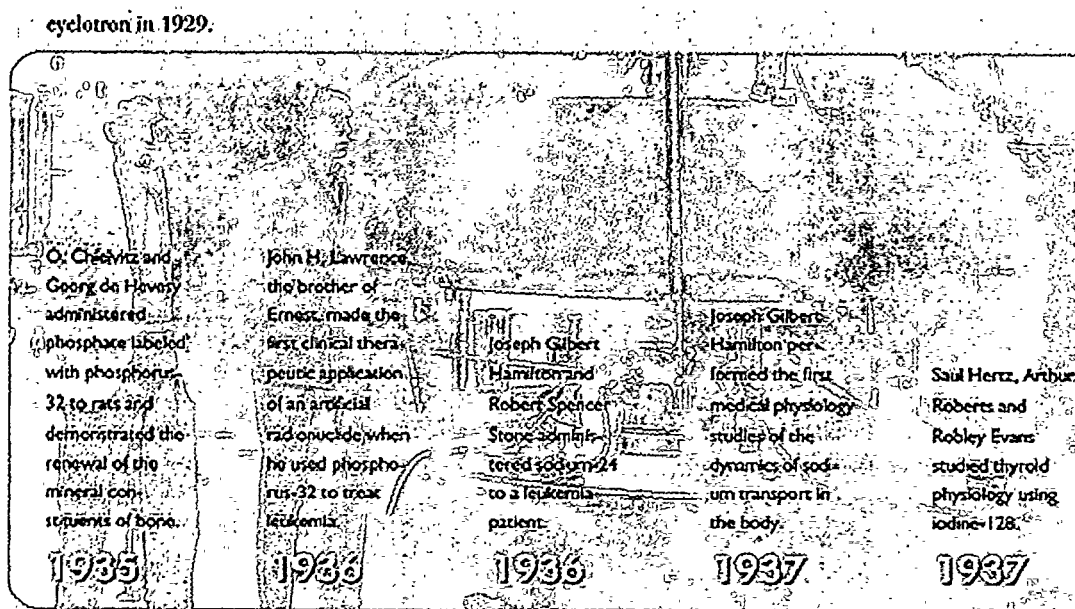 eyelotron in 1929.
O. Chievitz and
Georg de Hevesy
administered
phosphate labeled
with phosphorus-
32 to rats and
demonstrated the
renewal of the
mineral con-
stituents of bone.
1935
John H. Lawrence,
the brother of
Ernest, made the
first clinical thera-
peutic application
of an artificial
radionuclide when
he used phospho-
rus-32 to treat
leukemia.
1936
Joseph Gilbert
Hamilton and
Robert Spencer
Stone adminis-
tered sodium-24
to a leukemia
patient.
1936
Joseph Gilbert
Hamilton per-
formed the first
medical physiology
studies of the
dynamics of sodi-
um transport in
the body.
1937
Saul Hertz, Arthur
Roberts and
Robley Evans
studied thyroid
physiology using
iodine-128.
1937